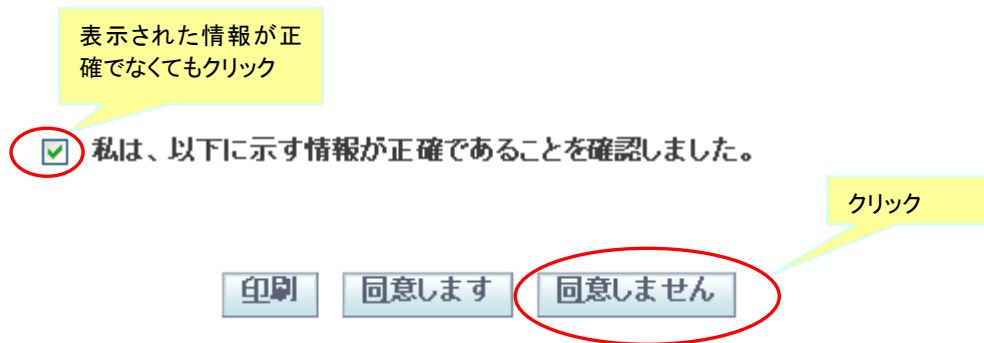 表示された情報が正
確でなくてもクリック
私は、以下に示す情報が正確であることを確認しました。
クリック
印刷 同意します 同意しません